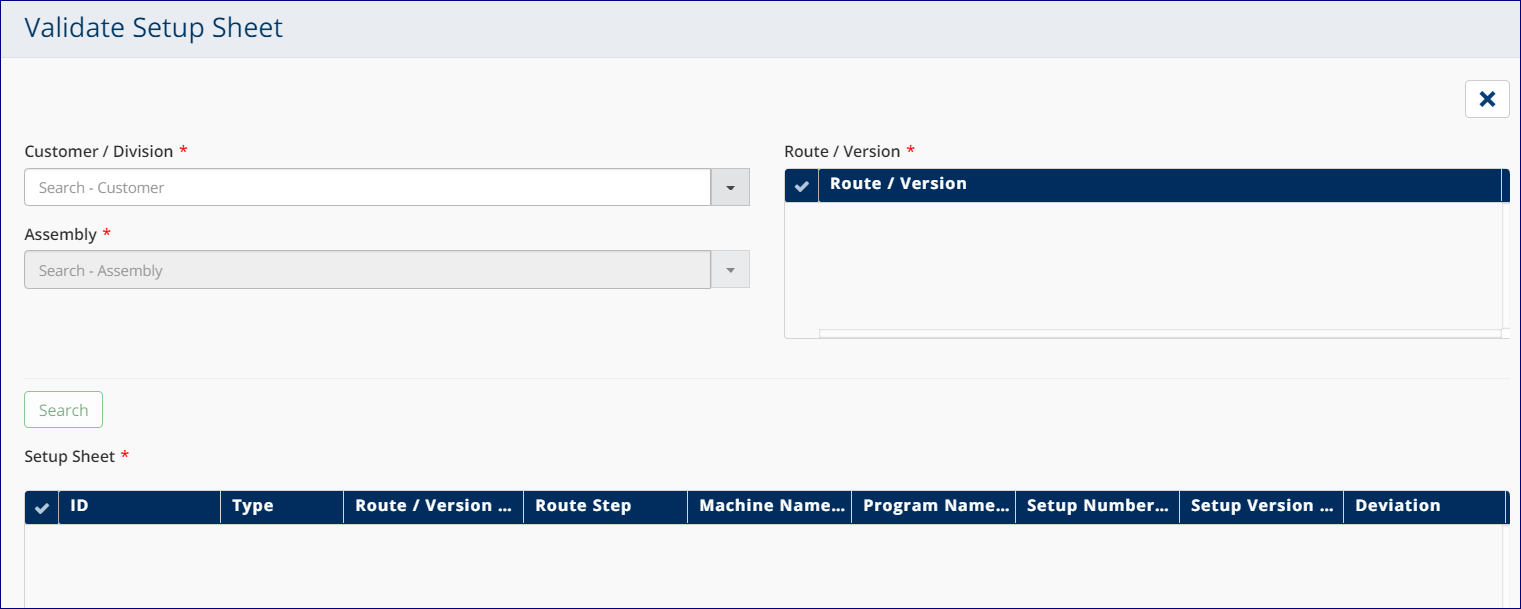 Validate Setup Sheet
Customer / Division *
Search - Customer
Assembly *
Search - Assembly
Route / Version *
Route / Version
Search
Setup Sheet *
ID Type Route / Version ... Route Step Machine Name... Program Name... Setup Number... Setup Version ... Deviation